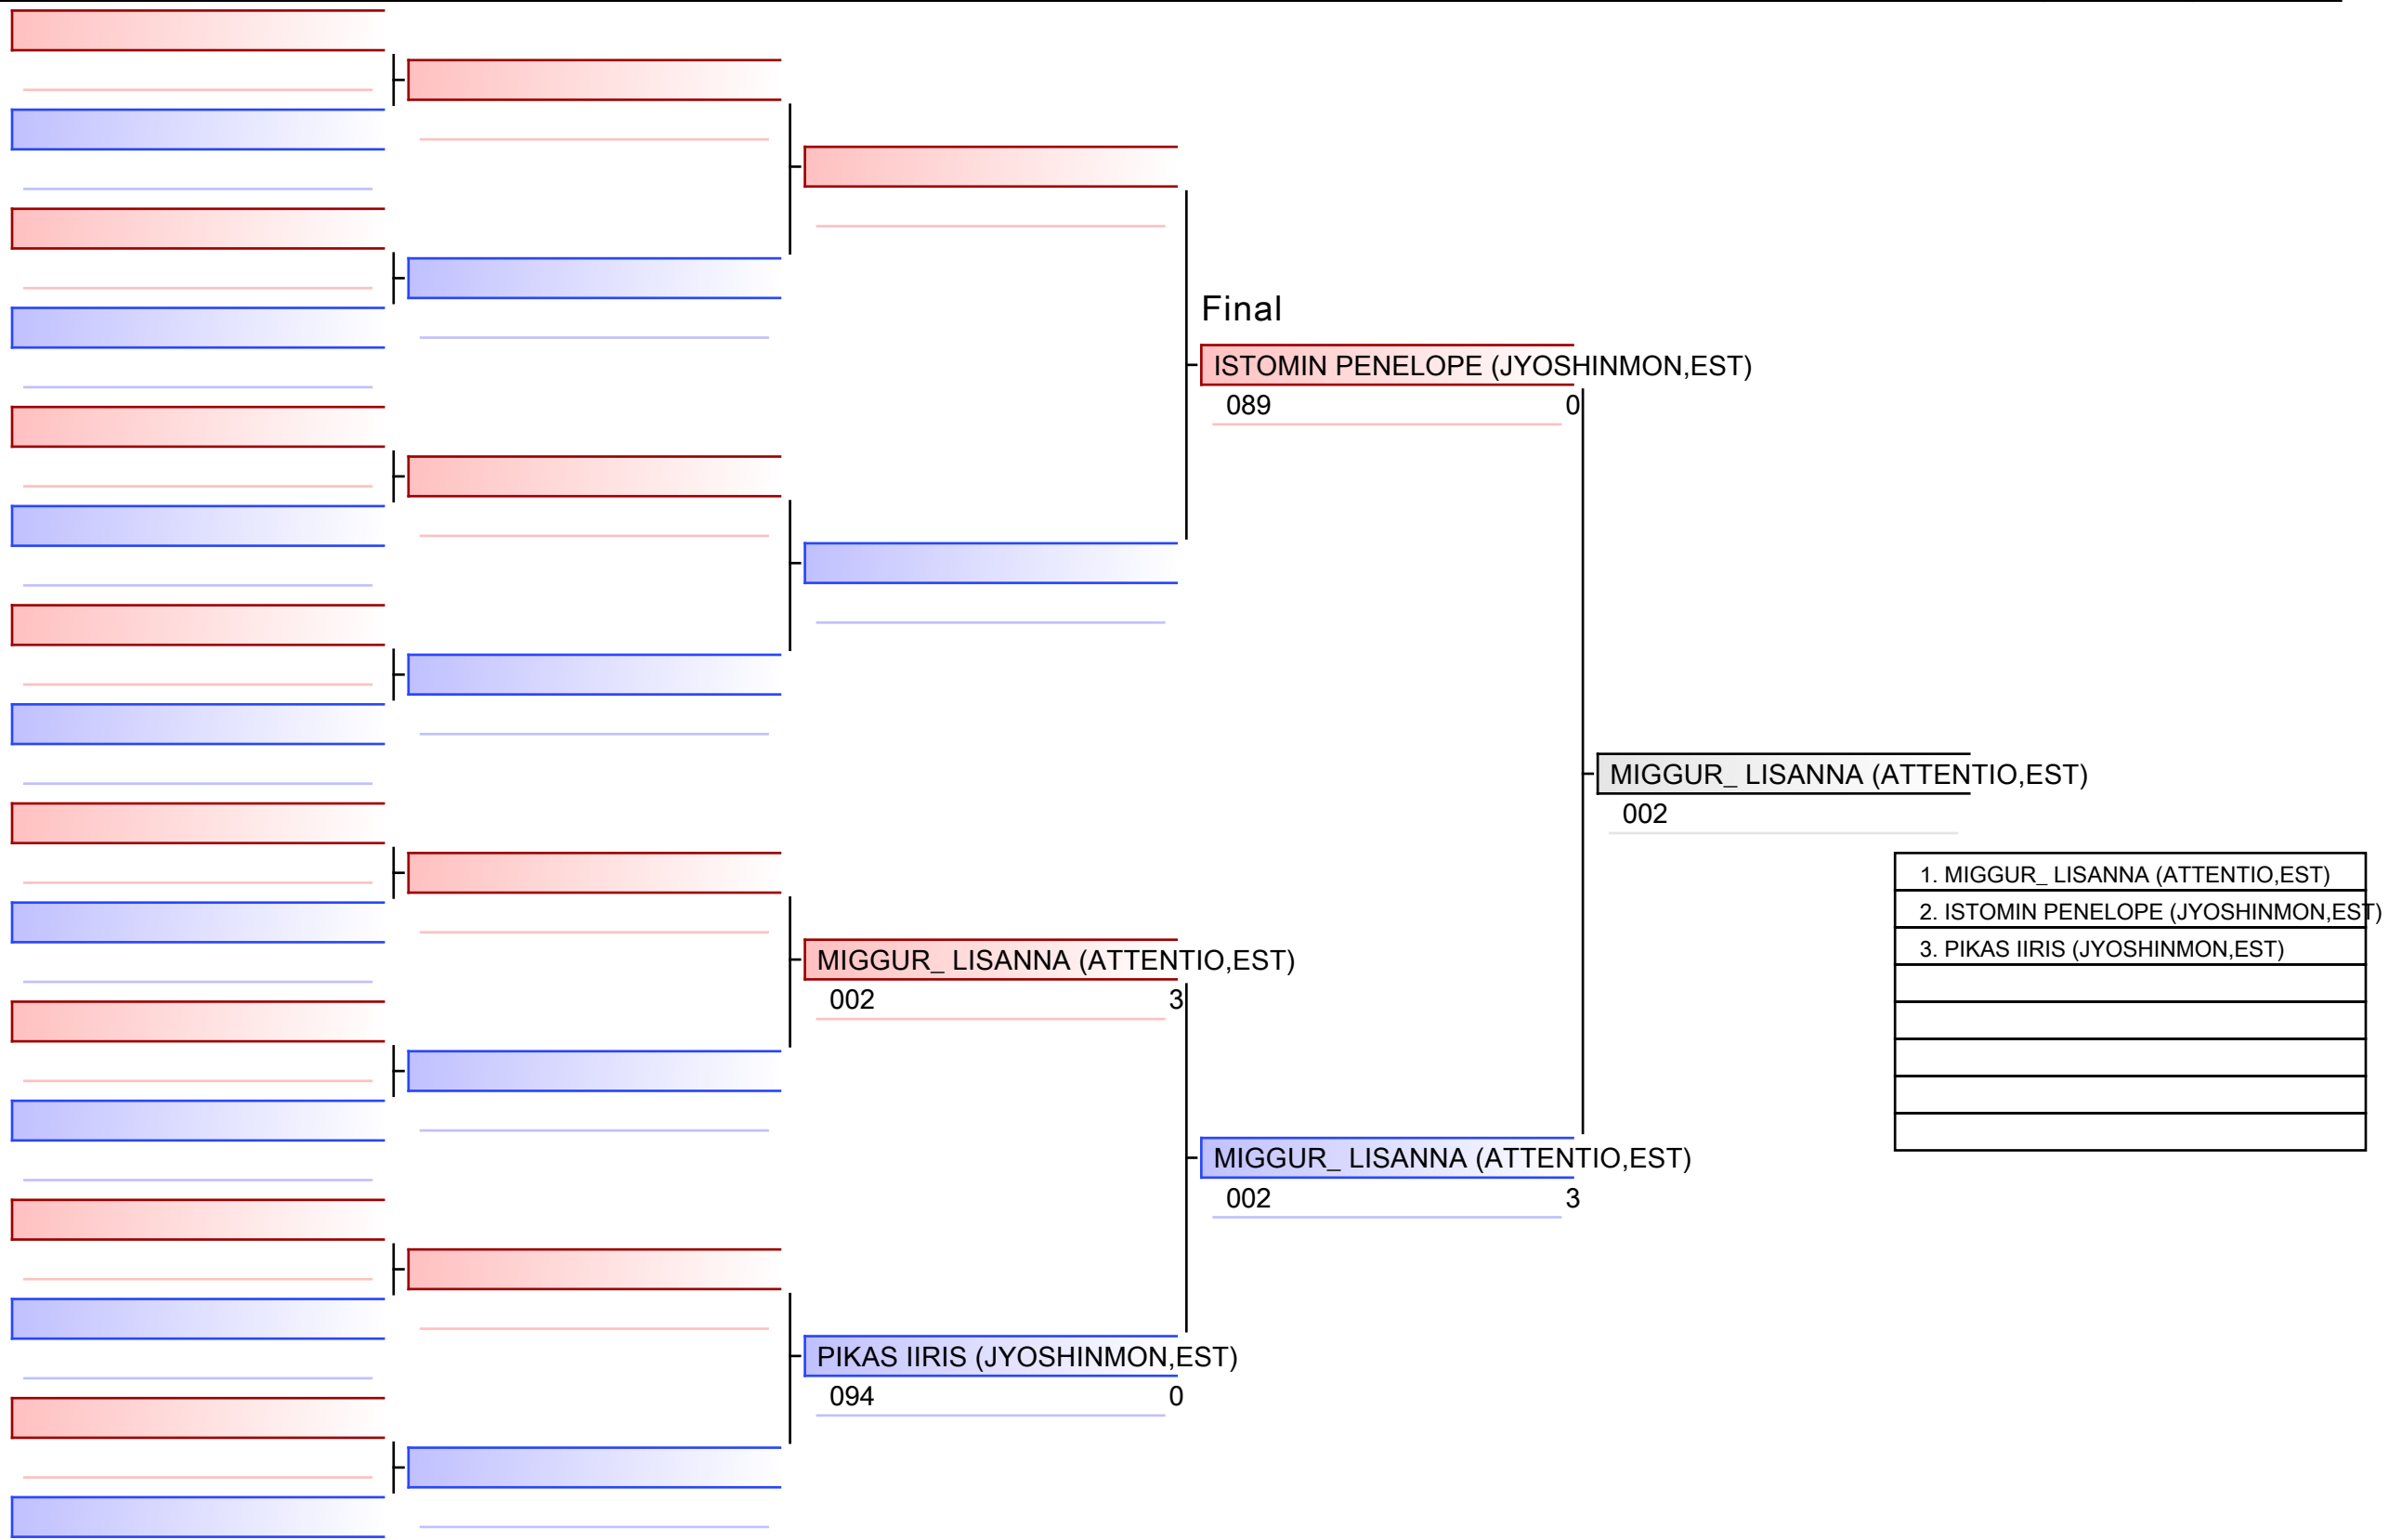 Final
ISTOMIN PENELOPE (JYOSHINMON,EST)
089 0
MIGGUR_ LISANNA (ATTENTIO,EST)
002
1. MIGGUR_ LISANNA (ATTENTIO,EST)
2. ISTOMIN PENELOPE (JYOSHINMON,EST)
3. PIKAS IIRIS (JYOSHINMON,EST)
MIGGUR_ LISANNA (ATTENTIO,EST)
002 3
MIGGUR_ LISANNA (ATTENTIO,EST)
002 3
PIKAS IIRIS (JYOSHINMON,EST)
094 0